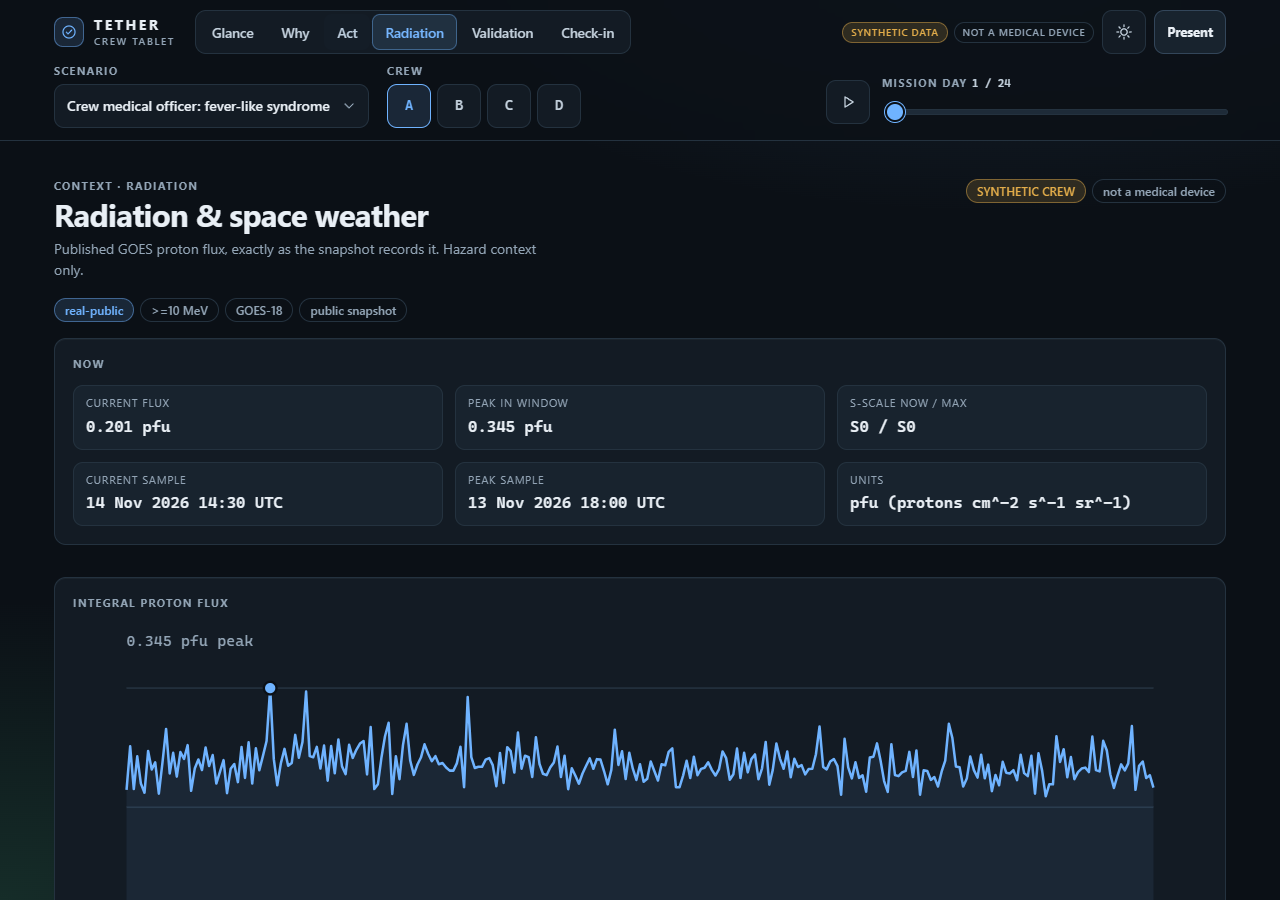 TETHER
CREW TABLET
Glance Why Act Radiation Validation Check-in
SYNTHETIC DATA NOT A MEDICAL DEVICE Present
SCENARIO CREW
Crew medical officer: fever-like syndrome A B C D
MISSION DAY 1 / 24
CONTEXT · RADIATION
SYNTHETIC CREW not a medical device
Radiation & space weather
Published GOES proton flux, exactly as the snapshot records it. Hazard context
only.
real-public >=10 MeV GOES-18 public snapshot
NOW
CURRENT FLUX PEAK IN WINDOW S-SCALE NOW / MAX
0.201 pfu 0.345 pfu S0 / S0
CURRENT SAMPLE PEAK SAMPLE UNITS
14 Nov 2026 14:30 UTC 13 Nov 2026 18:00 UTC pfu (protons cm^-2 s^-1 sr^-1)
INTEGRAL PROTON FLUX
0.345 pfu peak